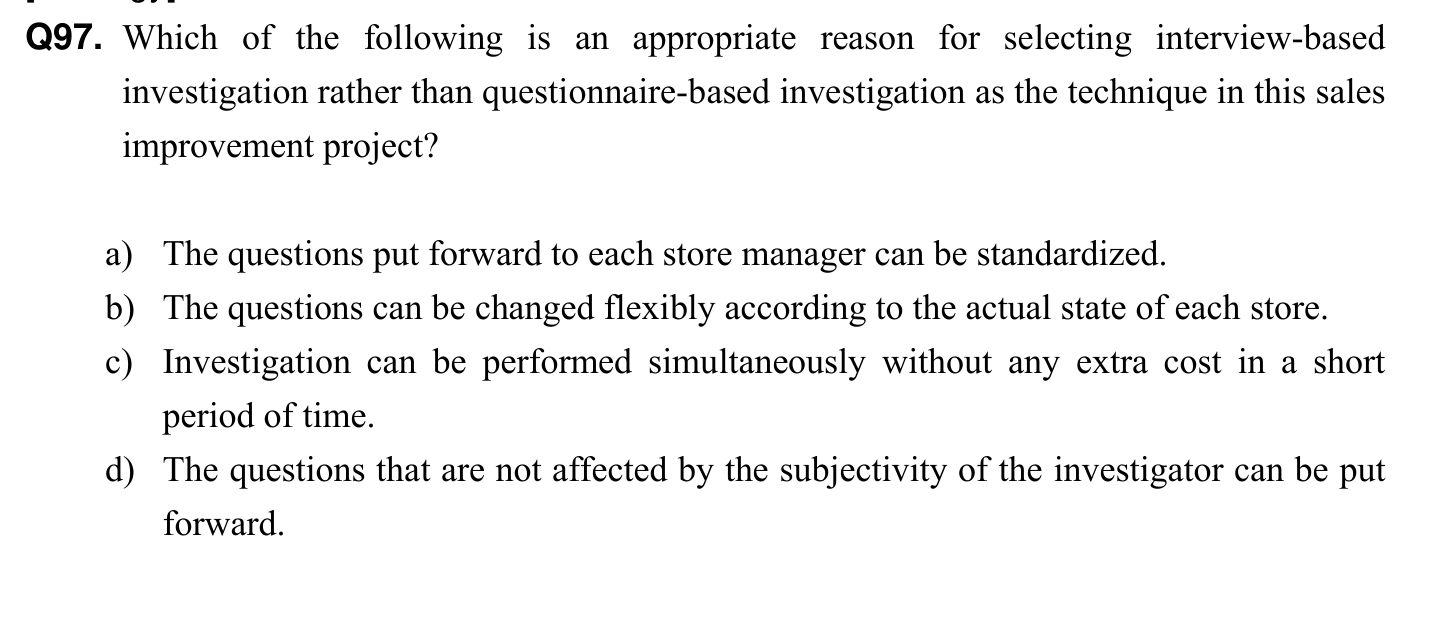 Q97. Which of the following is an appropriate reason for selecting interview-based
investigation rather than questionnaire-based investigation as the technique in this sales
improvement project?
a) The questions put forward to each store manager can be standardized.
b) The questions can be changed flexibly according to the actual state of each store.
c) Investigation can be performed simultaneously without any extra cost in a short
period of time.
d) The questions that are not affected by the subjectivity of the investigator can be put
forward.